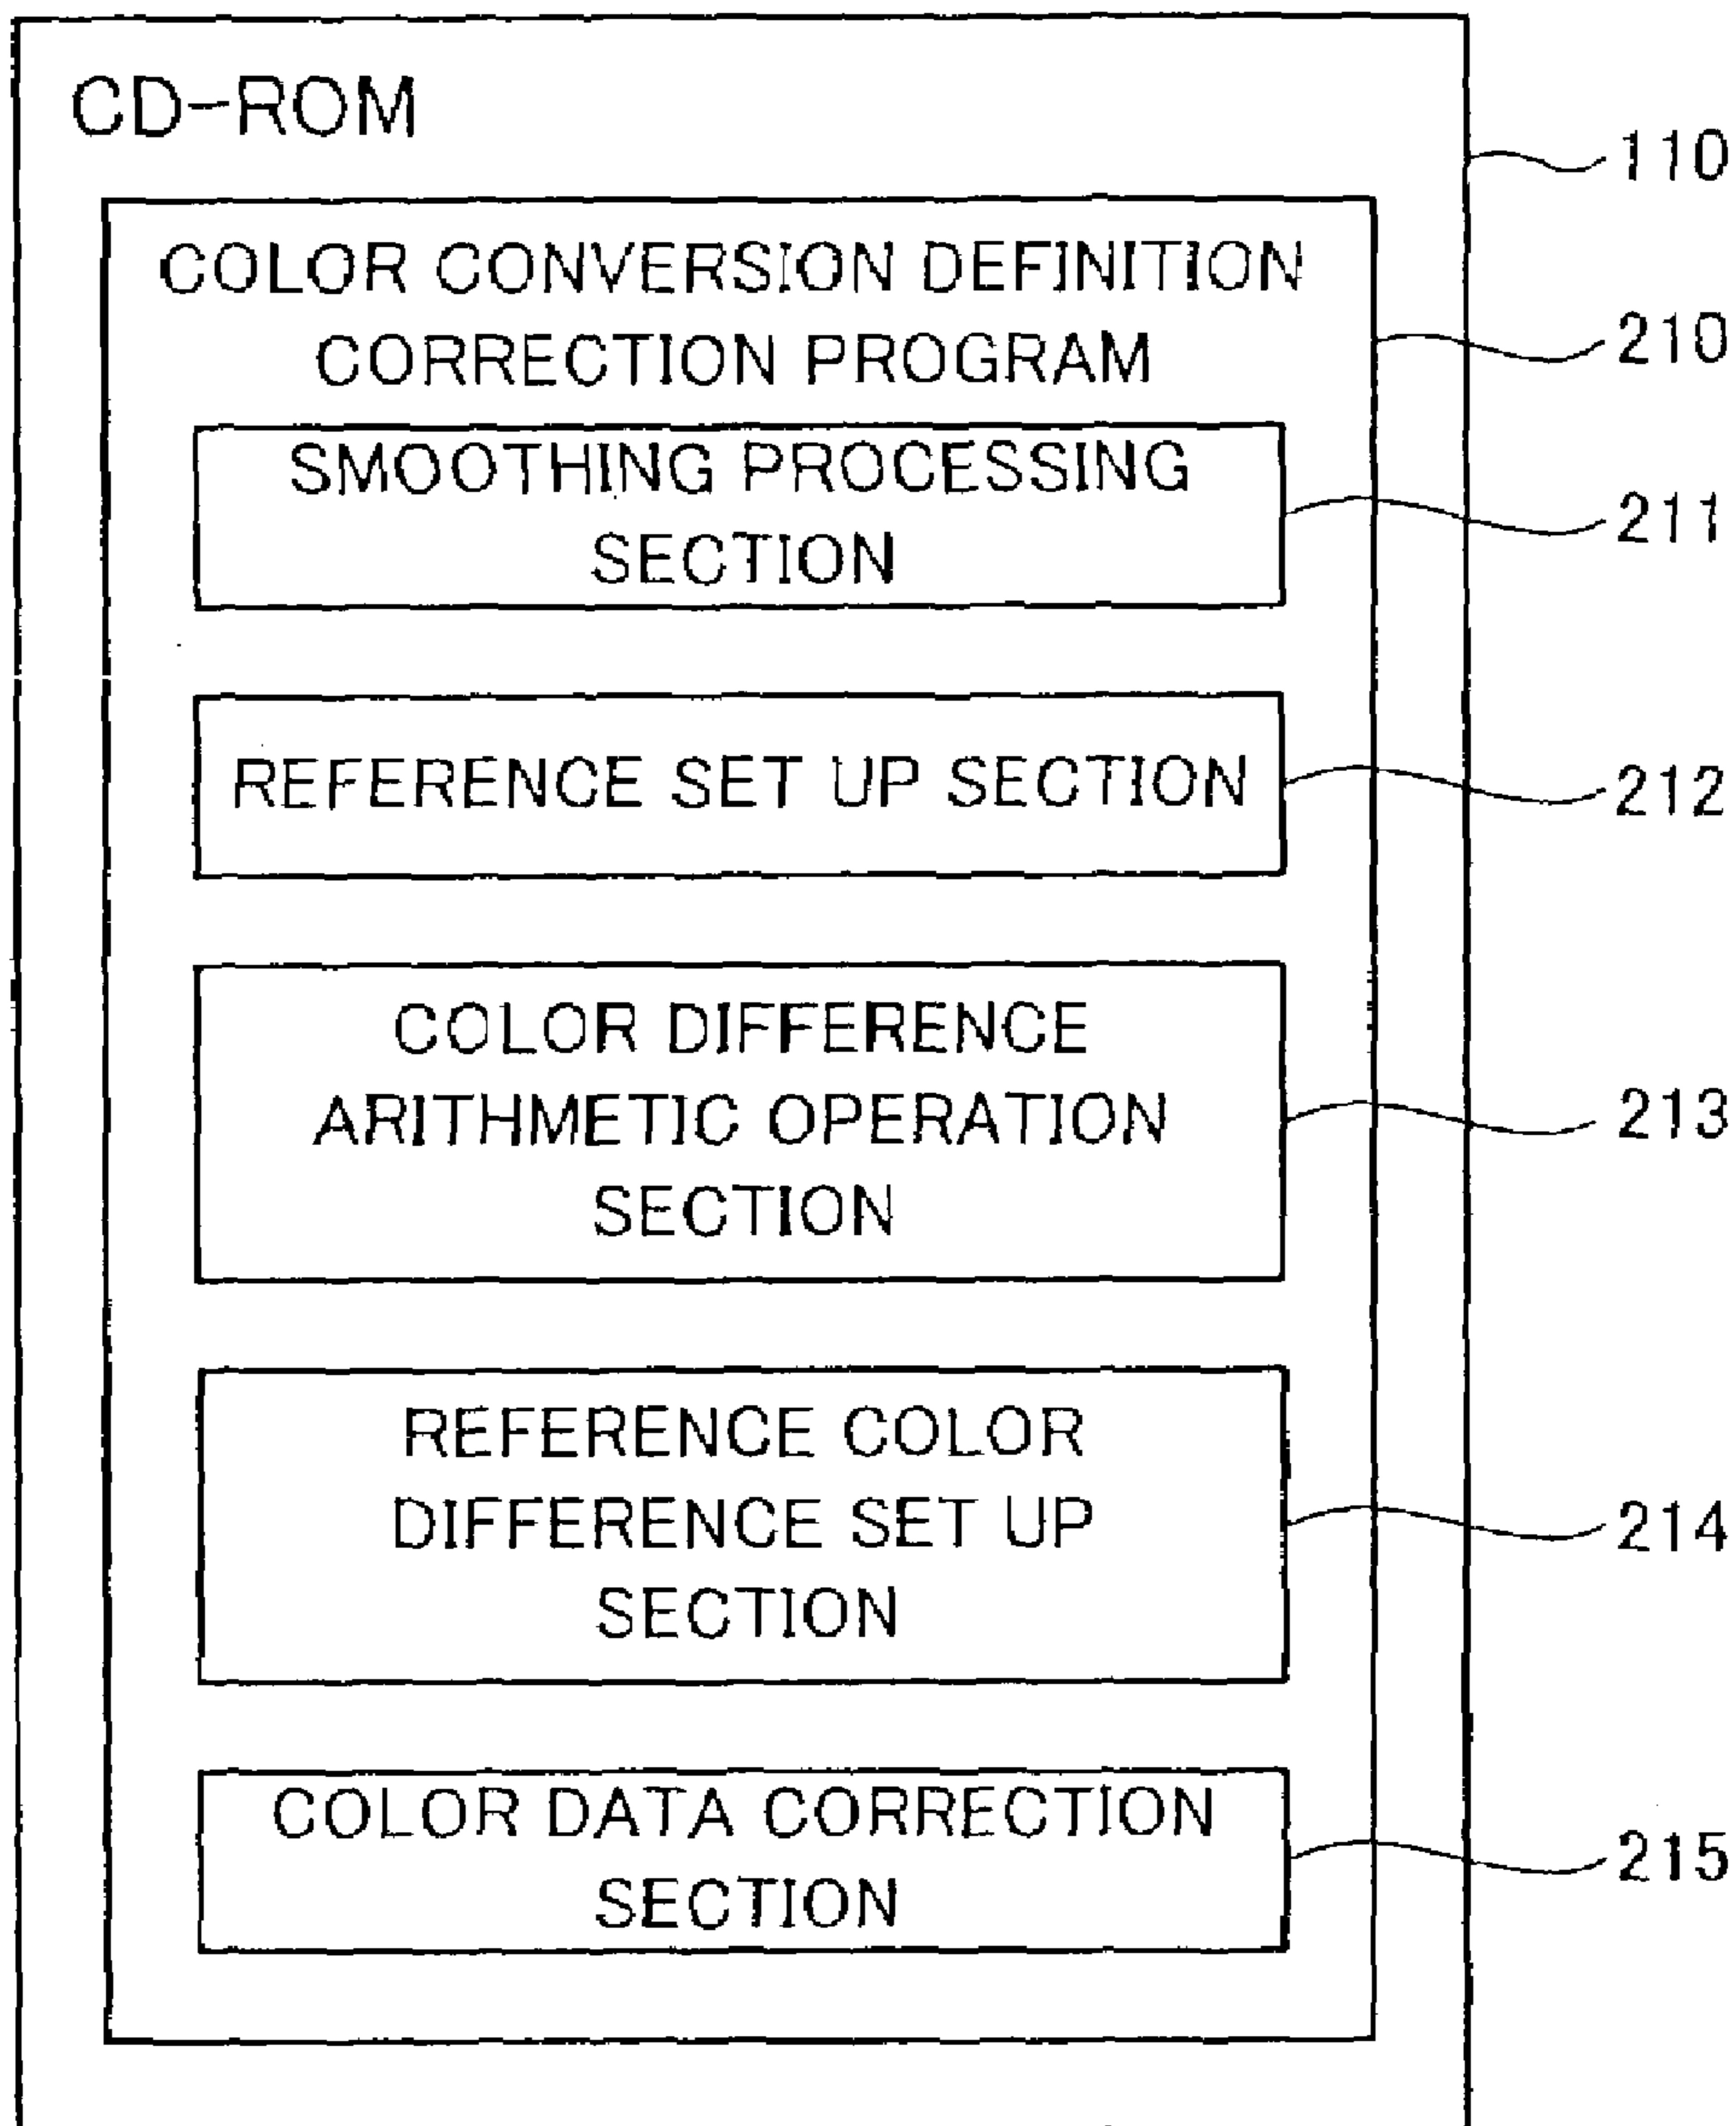 CD-ROM
110
COLOR CONVERSION DEFINITION
CORRECTION PROGRAM
210
SMOOTHING PROCESSING
SECTION
211
REFERENCE SET UP SECTION
212
COLOR DIFFERENCE
ARITHMETIC OPERATION
SECTION
213
REFERENCE COLOR
DIFFERENCE SET UP
SECTION
214
COLOR DATA CORRECTION
SECTION
215